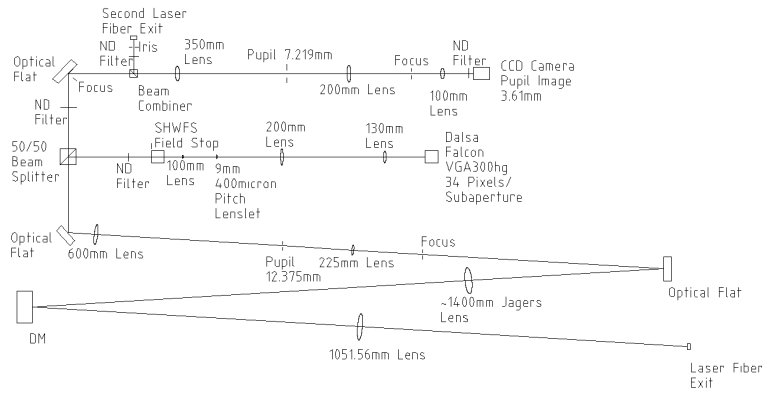 Second Laser
Fiber Exit
ND
Filter
Iris
350mm
Lens
Pupil 7.219mm
Focus
ND
Filter
Optical
Flat
Focus
Beam
Combiner
200mm Lens
100mm
Lens
CCD Camera
Pupil Image
3.61mm
ND
Filter
SHWFS
Field Stop
200mm
Lens
130mm
Lens
50/50
Beam
Splitter
ND
Filter
100mm
Lens
9mm
400micron
Pitch
Lenslet
Dalsa
Falcon
VGA300hg
34 Pixels/
Subaperture
Optical
Flat
600mm Lens
Pupil
12.375mm
225mm Lens
Focus
Optical Flat
~1400mm Jagers
Lens
DM
1051.56mm Lens
Laser Fiber
Exit